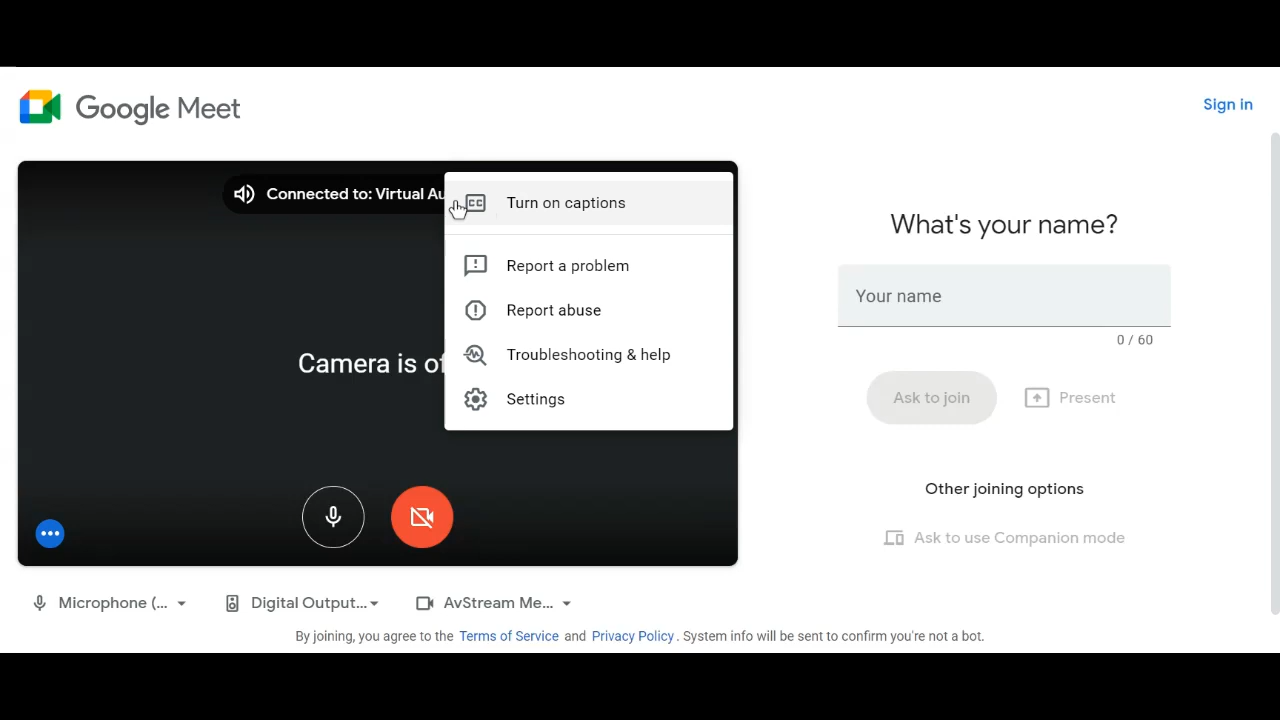 Google Meet
Sign in
Connected to: Virtual
Turn on captions
Report a problem
Report abuse
Troubleshooting & help
Settings
Camera is
What's your name?
Your name
0 / 60
Ask to join
Present
Other joining options
Ask to use Companion mode
Microphone (...
Digital Output...
AvStream Me...
By joining, you agree to the Terms of Service and Privacy Policy. System info will be sent to confirm you're not a bot.